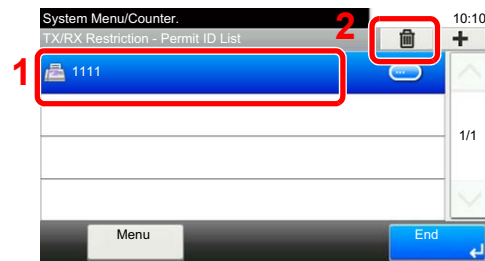 System Menu/Counter.
10:10
TX/RX Restriction - Permit ID List
2
1
1111
1/1
Menu
End